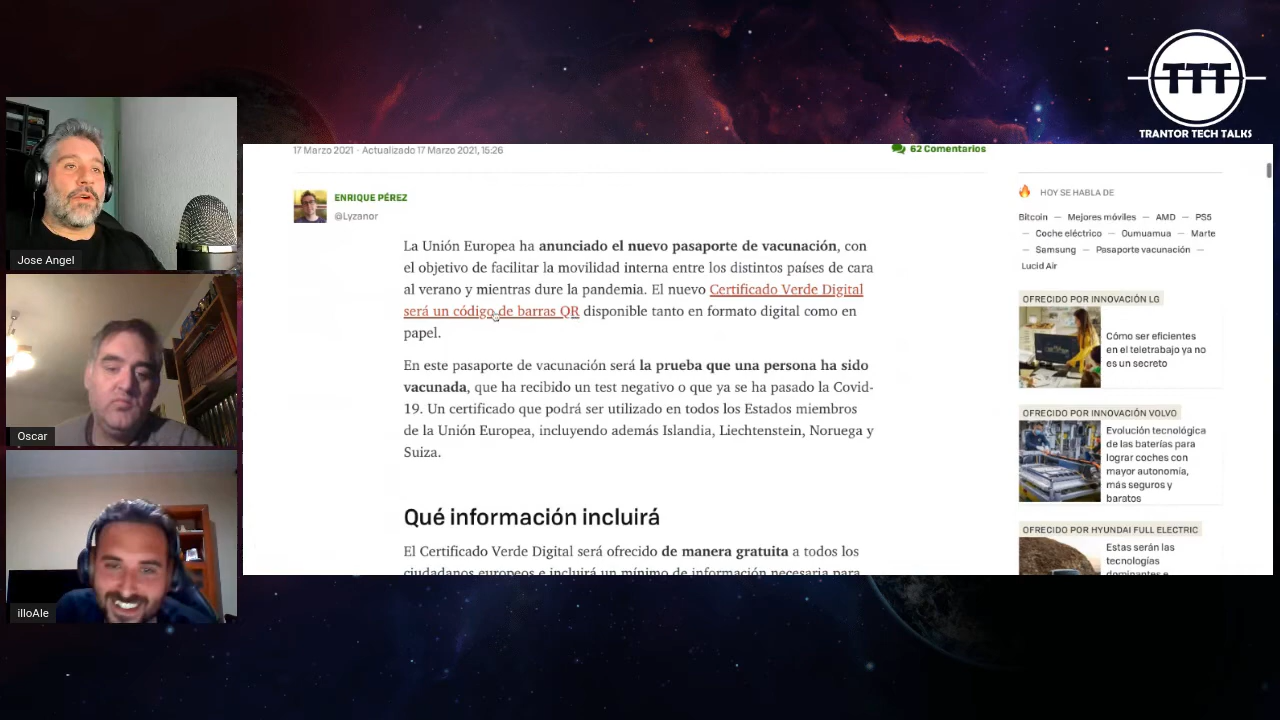 TTT
TRANTOR TECH TALKS
Jose Angel
Oscar
illoAle
17 Marzo 2021 · Actualizado 17 Marzo 2021, 15:26
62 Comentarios
ENRIQUE PÉREZ
@Lyzanor
La Unión Europea ha anunciado el nuevo pasaporte de vacunación, con
el objetivo de facilitar la movilidad interna entre los distintos países de cara
al verano y mientras dure la pandemia. El nuevo Certificado Verde Digital
será un código de barras QR disponible tanto en formato digital como en
papel.
En este pasaporte de vacunación será la prueba que una persona ha sido
vacunada, que ha recibido un test negativo o que ya se ha pasado la Covid-
19. Un certificado que podrá ser utilizado en todos los Estados miembros
de la Unión Europea, incluyendo además Islandia, Liechtenstein, Noruega y
Suiza.
Qué información incluirá
El Certificado Verde Digital será ofrecido de manera gratuita a todos los
ciudadanos europeos e incluirá un mínimo de información necesaria para
HOY SE HABLA DE
Bitcoin — Mejores móviles — AMD — PS5
— Coche eléctrico — Oumuamua — Marte
— Samsung — Pasaporte vacunación —
Lucid Air
OFRECIDO POR INNOVACIÓN LG
Cómo ser eficientes
en el teletrabajo ya no
es un secreto
OFRECIDO POR INNOVACIÓN VOLVO
Evolución tecnológica
de las baterías para
lograr coches con
mayor autonomía,
más seguros y
baratos
OFRECIDO POR HYUNDAI FULL ELECTRIC
Estas serán las
tecnologías
dominantes e